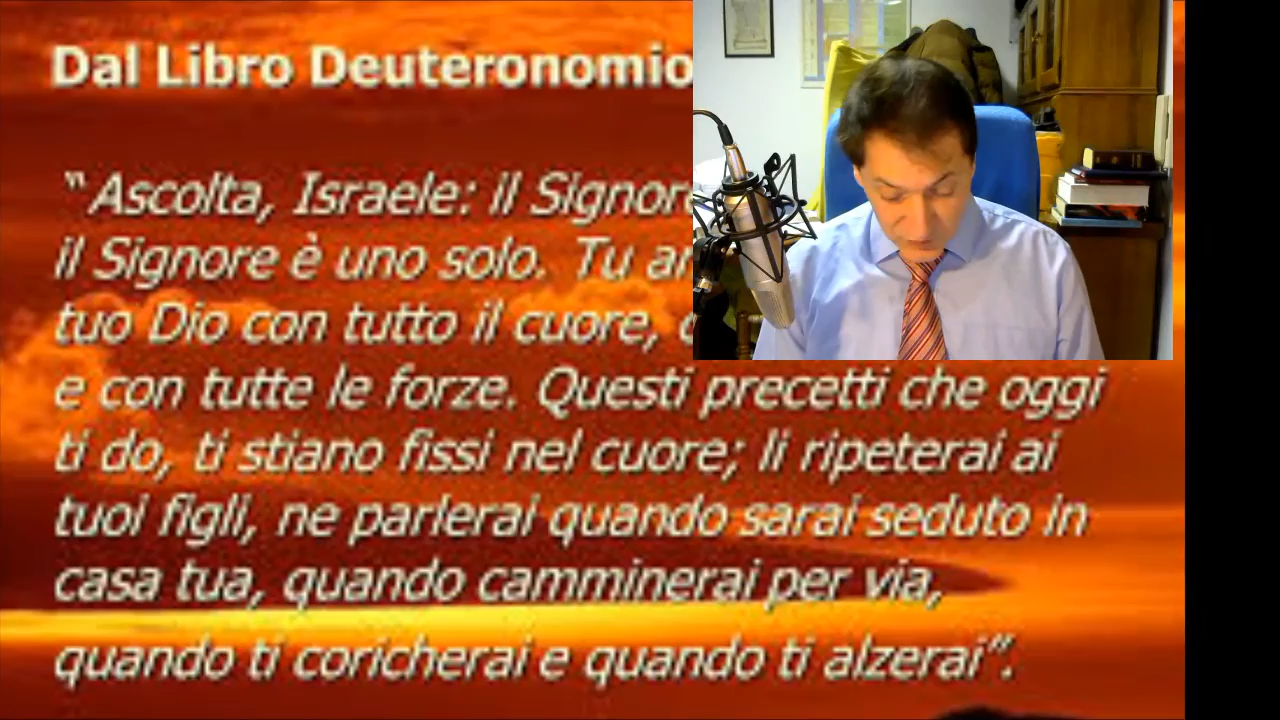 Dal Libro Deuteronomio
“Ascolta, Israele: il Signore
il Signore è uno solo. Tu
tuo Dio con tutto il cuore,
e con tutte le forze. Questi precetti che oggi
ti do, ti stiano fissi nel cuore; li ripeterai ai
tuoi figli, ne parlerai quando sarai seduto in
casa tua, quando camminerai per via,
quando ti coricherai e quando ti alzerai”.